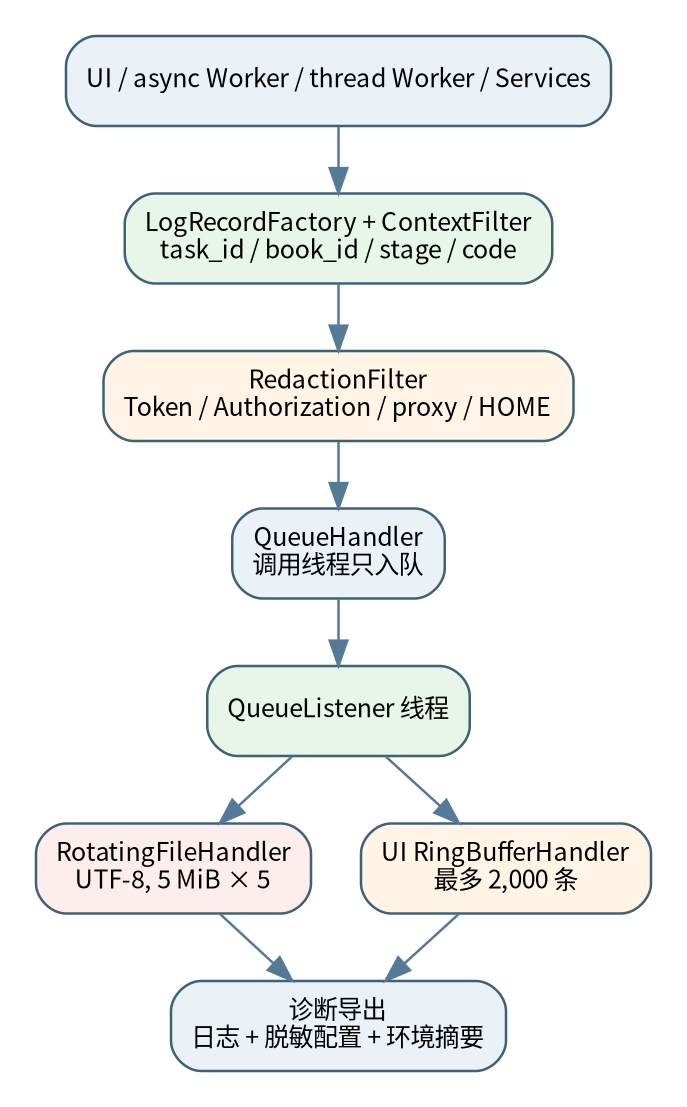 UI / async Worker / thread Worker / Services
LogRecordFactory + ContextFilter
task_id / book_id / stage / code
RedactionFilter
Token / Authorization / proxy / HOME
QueueHandler
调用线程只入队
QueueListener 线程
RotatingFileHandler
UTF-8, 5 MiB × 5
UI RingBufferHandler
最多 2,000 条
诊断导出
日志 + 脱敏配置 + 环境摘要